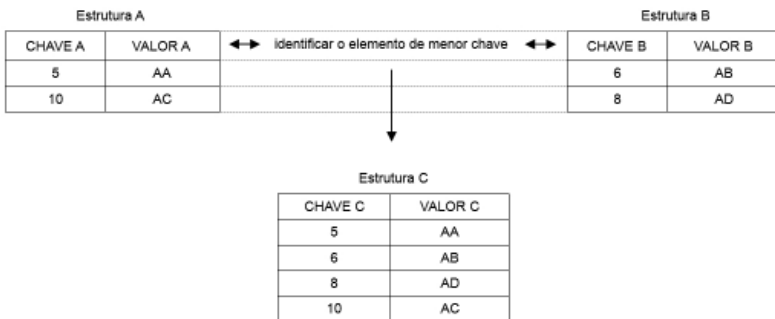 Estrutura A
Estrutura B
CHAVE A VALOR A identificar o elemento de menor chave CHAVE B VALOR B
5 AA 6 AB
10 AC 8 AD
Estrutura C
CHAVE C VALOR C
5 AA
6 AB
8 AD
10 AC